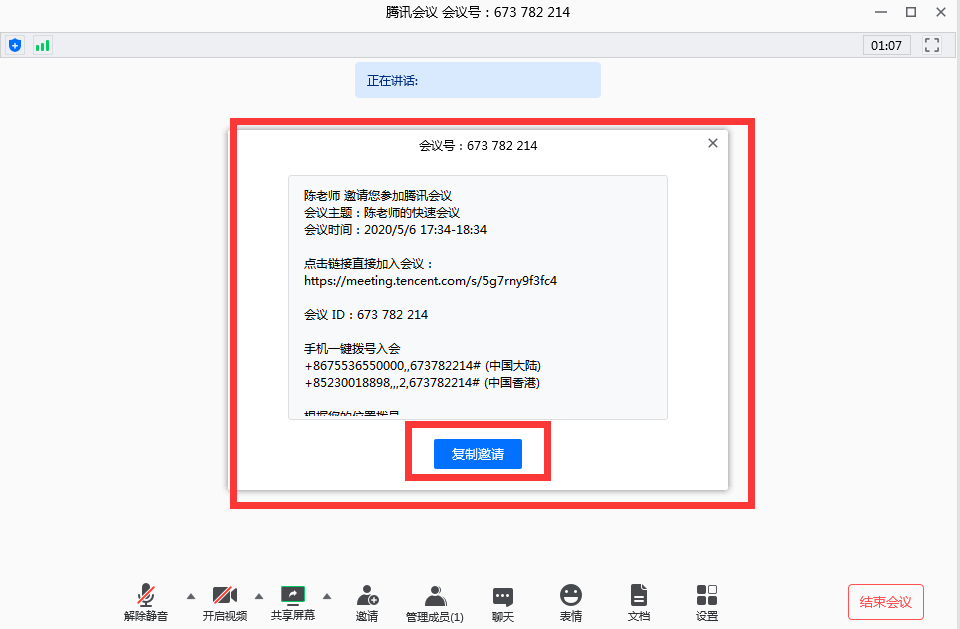 腾讯会议 会议号：673 782 214
01:07
正在讲话:
会议号：673 782 214
陈老师 邀请您参加腾讯会议
会议主题：陈老师的快速会议
会议时间：2020/5/6 17:34-18:34
点击链接直接加入会议：
https://meeting.tencent.com/s/5g7rny9f3fc4
会议 ID：673 782 214
手机一键拨号入会
+8675536550000,,673782214# (中国大陆)
+85230018898,,,2,673782214# (中国香港)
根据您的位置拨号
复制邀请
解除静音
开启视频
共享屏幕
邀请
管理成员(1)
聊天
表情
文档
设置
结束会议